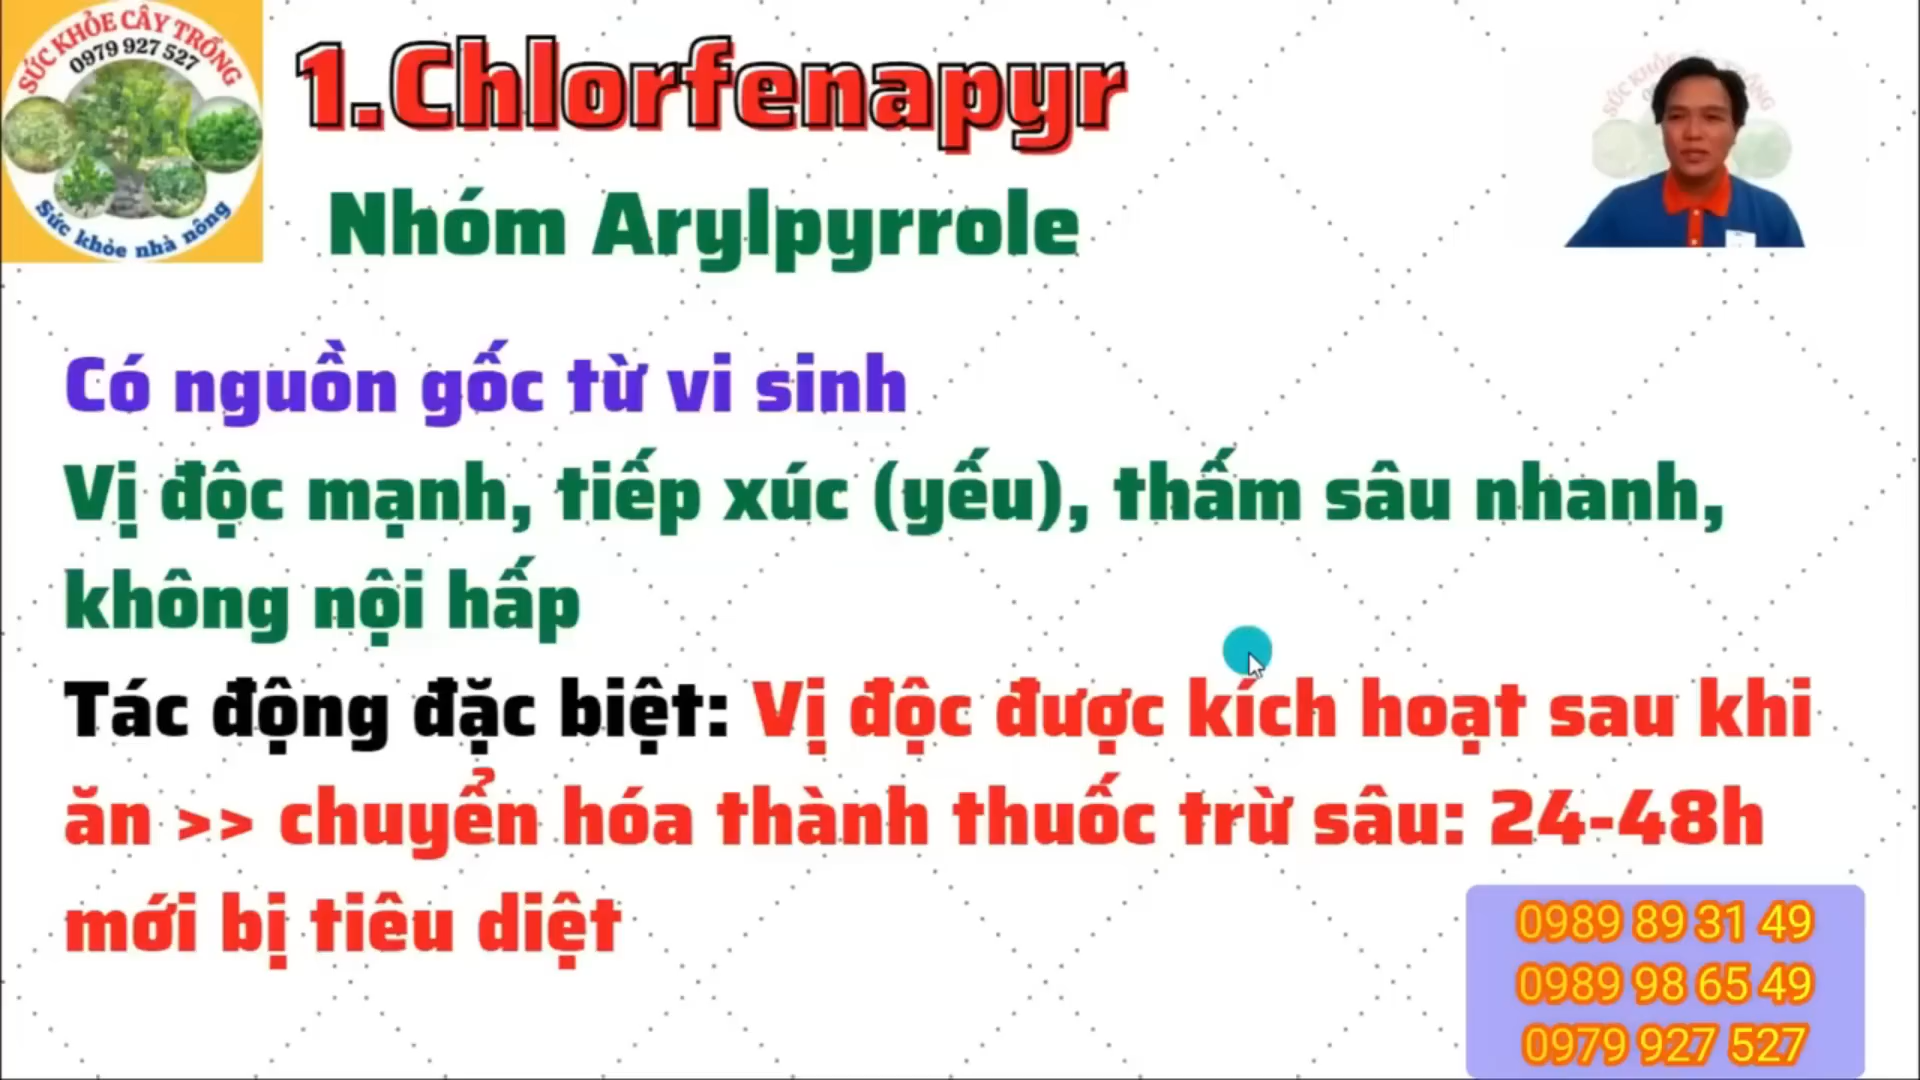 SỨC KHỎE CÂY TRỒNG
0979 927 527
Sức khỏe nhà nông
1.Chlorfenapyr
Nhóm Arylpyrrole
Có nguồn gốc từ vi sinh
Vị độc mạnh, tiếp xúc (yếu), thấm sâu nhanh,
không nội hấp
Tác động đặc biệt: Vị độc được kích hoạt sau khi
ăn >> chuyển hóa thành thuốc trừ sâu: 24-48h
mới bị tiêu diệt
0989 89 31 49
0989 98 65 49
0979 927 527